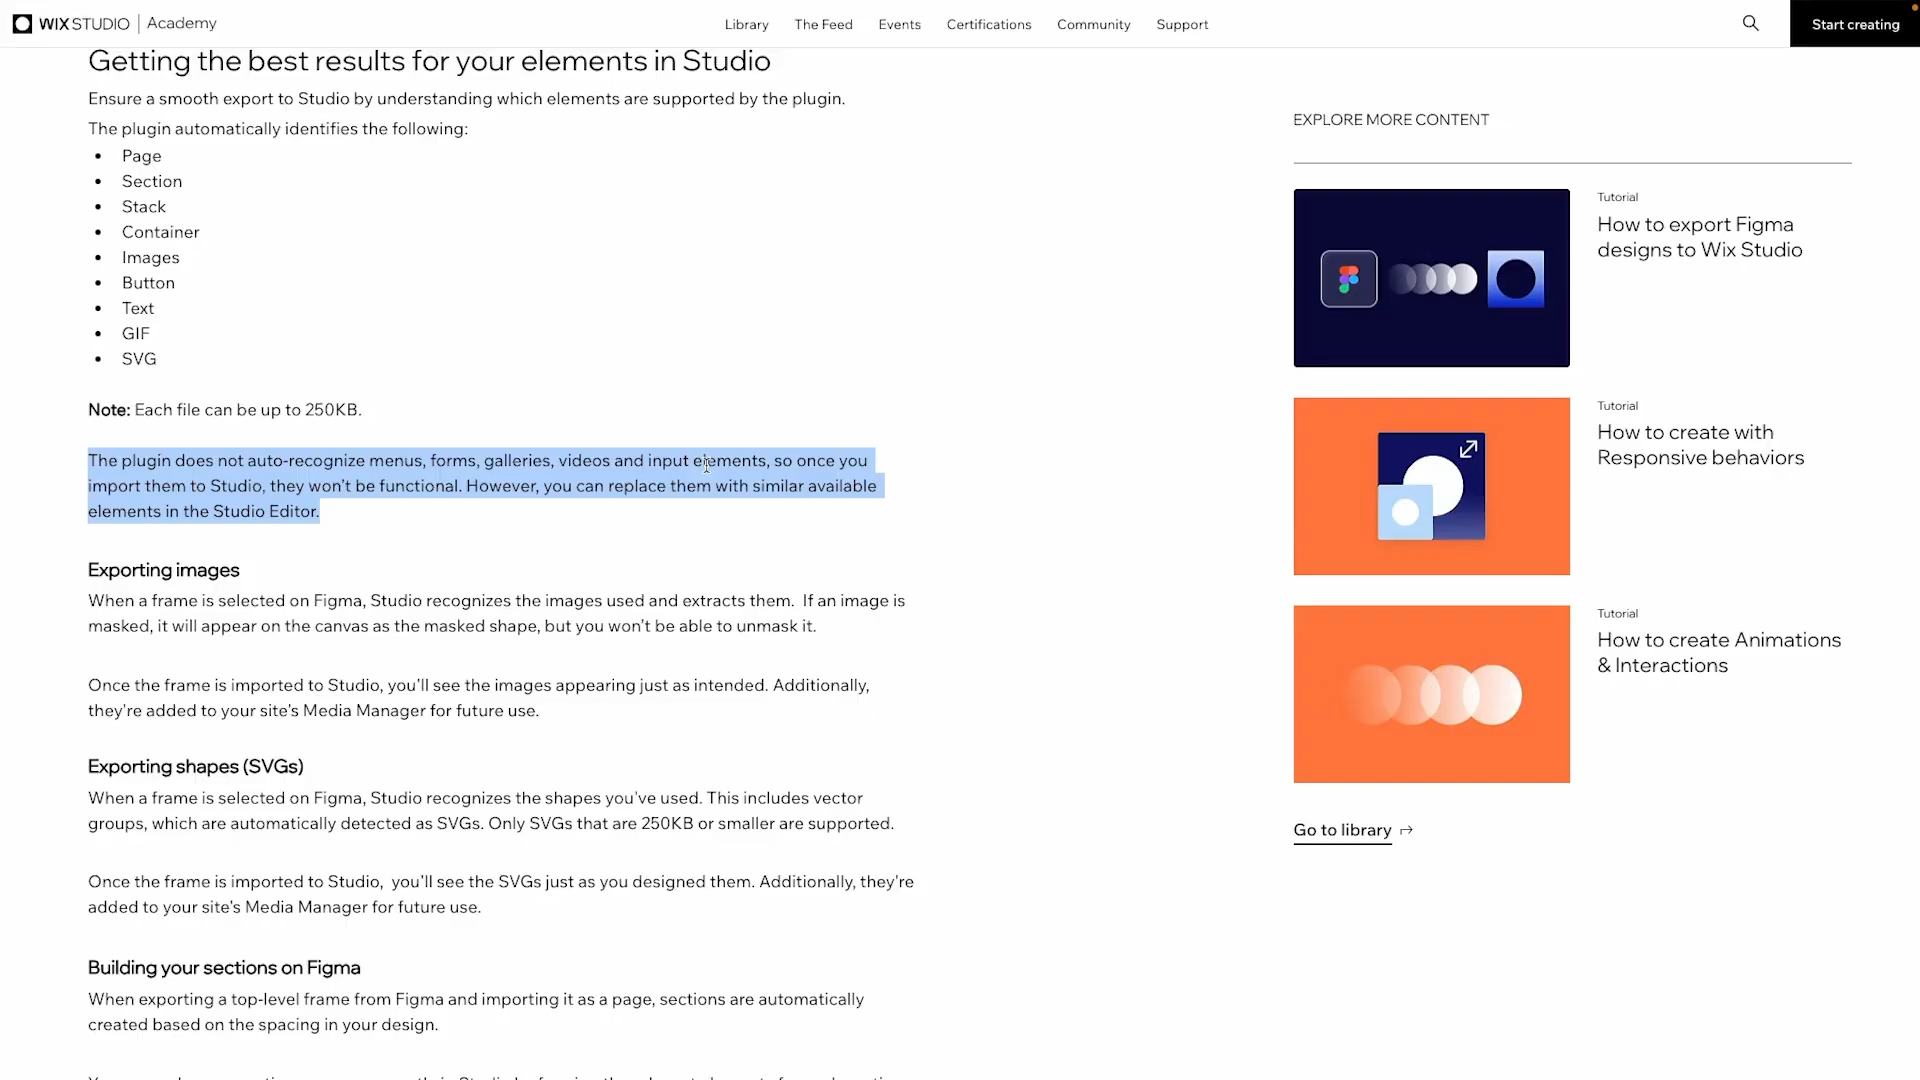 WIX STUDIO | Academy
Library
The Feed
Events
Certifications
Community
Support
Start creating
Getting the best results for your elements in Studio
Ensure a smooth export to Studio by understanding which elements are supported by the plugin.
The plugin automatically identifies the following:
• Page
• Section
• Stack
• Container
• Images
• Button
• Text
• GIF
• SVG
Note: Each file can be up to 250KB.
The plugin does not auto-recognize menus, forms, galleries, videos and input elements, so once you
import them to Studio, they won't be functional. However, you can replace them with similar available
elements in the Studio Editor.
Exporting images
When a frame is selected on Figma, Studio recognizes the images used and extracts them.  If an image is
masked, it will appear on the canvas as the masked shape, but you won't be able to unmask it.
Once the frame is imported to Studio, you'll see the images appearing just as intended. Additionally,
they're added to your site's Media Manager for future use.
Exporting shapes (SVGs)
When a frame is selected on Figma, Studio recognizes the shapes you've used. This includes vector
groups, which are automatically detected as SVGs. Only SVGs that are 250KB or smaller are supported.
Once the frame is imported to Studio,  you'll see the SVGs just as you designed them. Additionally, they're
added to your site's Media Manager for future use.
Building your sections on Figma
When exporting a top-level frame from Figma and importing it as a page, sections are automatically
created based on the spacing in your design.
EXPLORE MORE CONTENT
Tutorial
How to export Figma
designs to Wix Studio
Tutorial
How to create with
Responsive behaviors
Tutorial
How to create Animations
& Interactions
Go to library